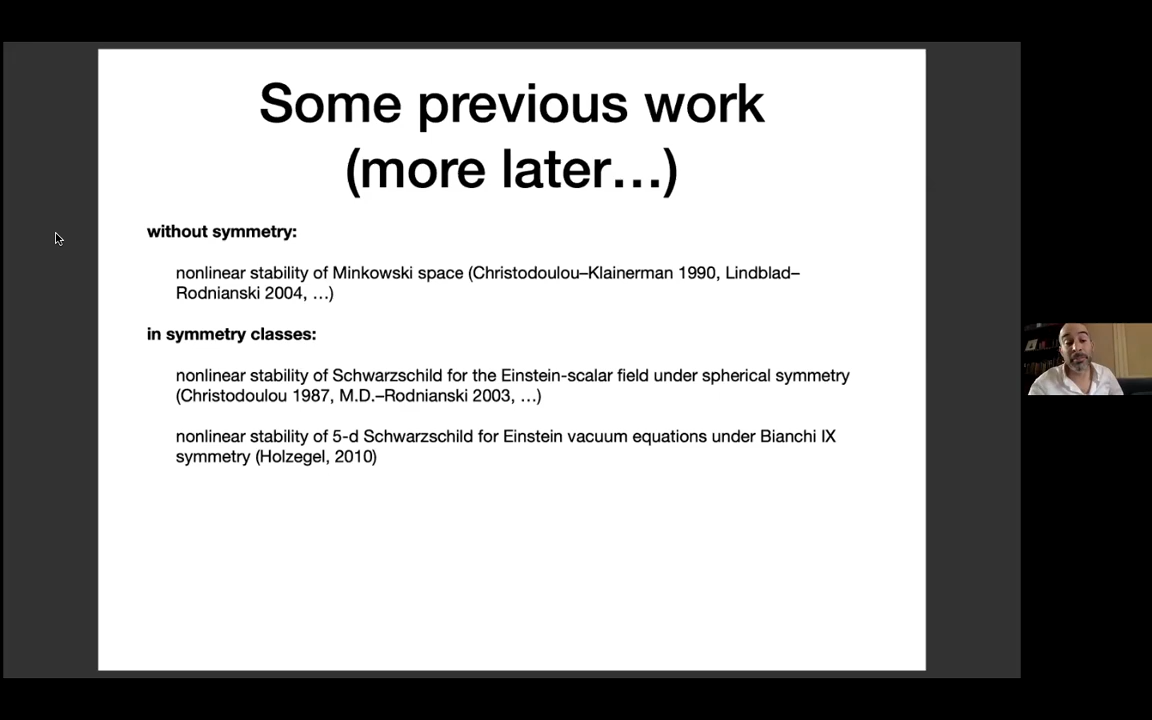 Some previous work
(more later…)
without symmetry:
nonlinear stability of Minkowski space (Christodoulou–Klainerman 1990, Lindblad–
Rodnianski 2004, …)
in symmetry classes:
nonlinear stability of Schwarzschild for the Einstein-scalar field under spherical symmetry
(Christodoulou 1987, M.D.–Rodnianski 2003, …)
nonlinear stability of 5-d Schwarzschild for Einstein vacuum equations under Bianchi IX
symmetry (Holzegel, 2010)